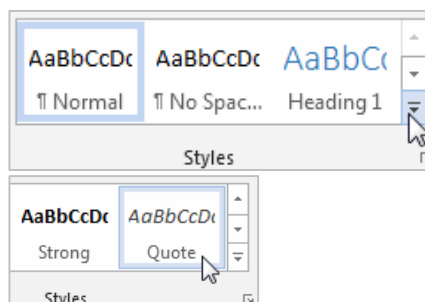 AaBbCcDc AaBbCcDc AaBbCc
¶ Normal ¶ No Spac... Heading 1
Styles
AaBbCcDc AaBbCcDc
Strong Quote
Styles